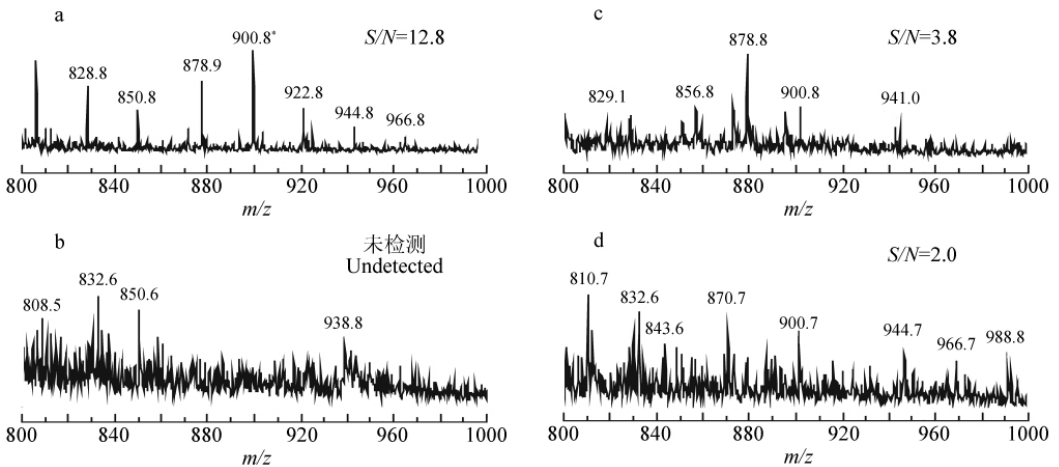 a
S/N=12.8
828.8
850.8
878.9
900.8*
922.8
944.8
966.8
800 840 880 920 960 1000
m/z
b
未检测
Undetected
808.5
832.6
850.6
938.8
800 840 880 920 960 1000
m/z
c
S/N=3.8
829.1
856.8
878.8
900.8
941.0
800 840 880 920 960 1000
m/z
d
S/N=2.0
810.7
832.6
843.6
870.7
900.7
944.7
966.7
988.8
800 840 880 920 960 1000
m/z